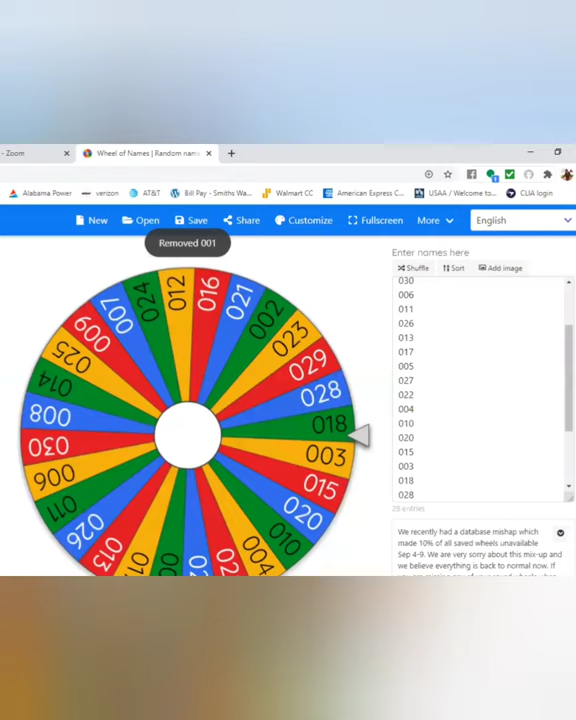 - Zoom
Wheel of Names | Random name
Alabama Power
verizon
AT&T
Bill Pay - Smiths Wa...
Walmart CC
American Express C...
USAA / Welcome to...
CLIA login
New
Open
Save
Share
Customize
Fullscreen
More
English
Removed 001
Enter names here
Shuffle
Sort
Add image
030
006
011
026
013
017
005
027
022
004
010
020
015
003
018
028
28 entries
We recently had a database mishap which
made 10% of all saved wheels unavailable
Sep 4-9. We are very sorry about this mix-up and
we believe everything is back to normal now. If
012
016
021
002
023
029
028
018
003
015
020
010
004
013
026
011
006
030
008
014
025
009
007
024